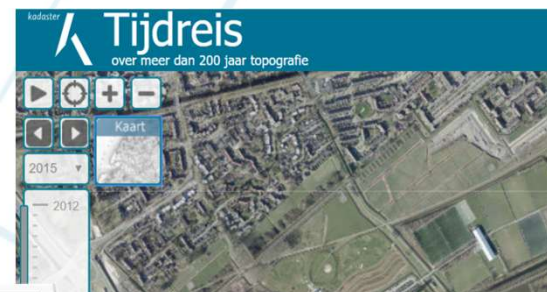 kadaster
Tijdreis
over meer dan 200 jaar topografie
Kaart
2015
2012